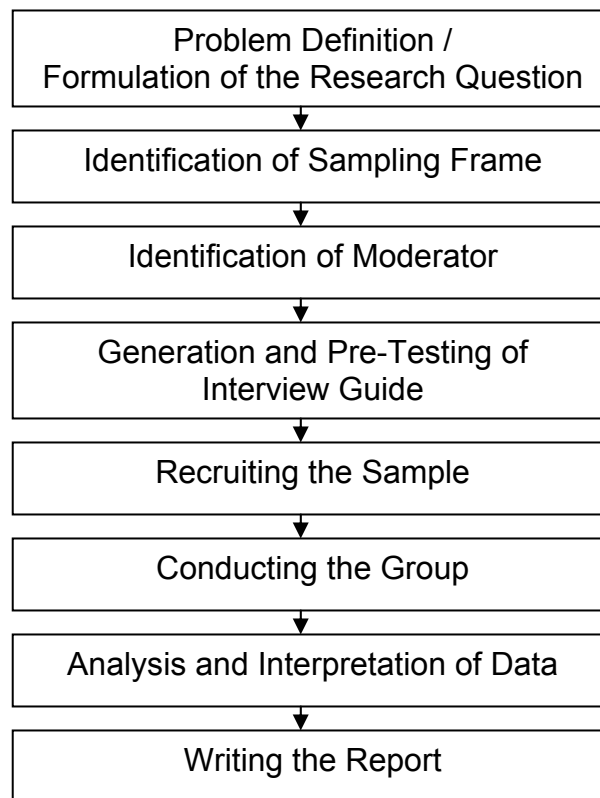 Problem Definition /
Formulation of the Research Question
Identification of Sampling Frame
Identification of Moderator
Generation and Pre-Testing of
Interview Guide
Recruiting the Sample
Conducting the Group
Analysis and Interpretation of Data
Writing the Report